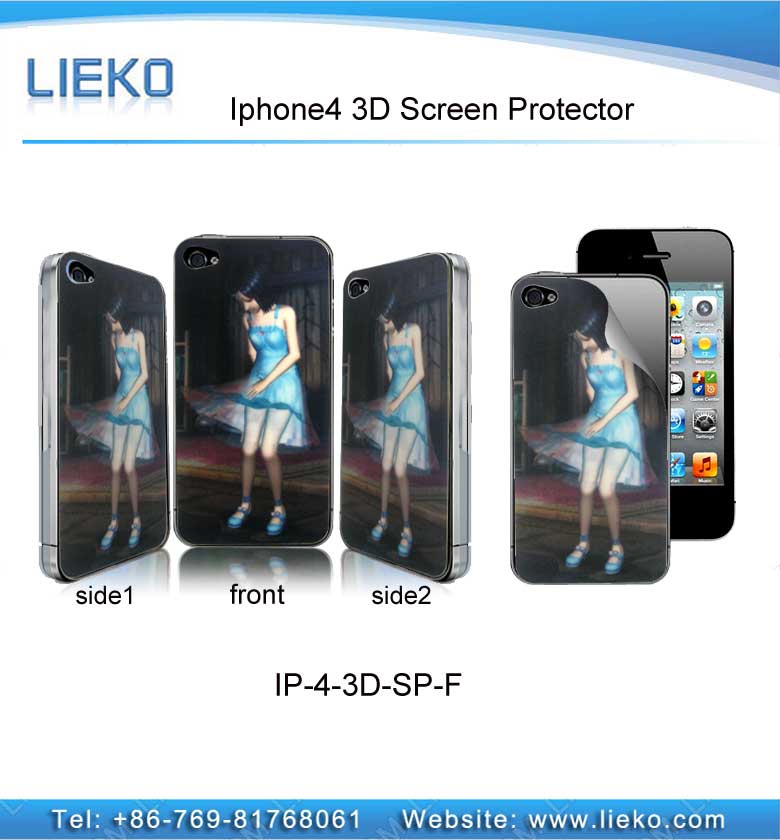 LIEKO
Iphone4 3D Screen Protector
side1
front
side2
IP-4-3D-SP-F
Tel: +86-769-81768061 Website: www.lieko.com